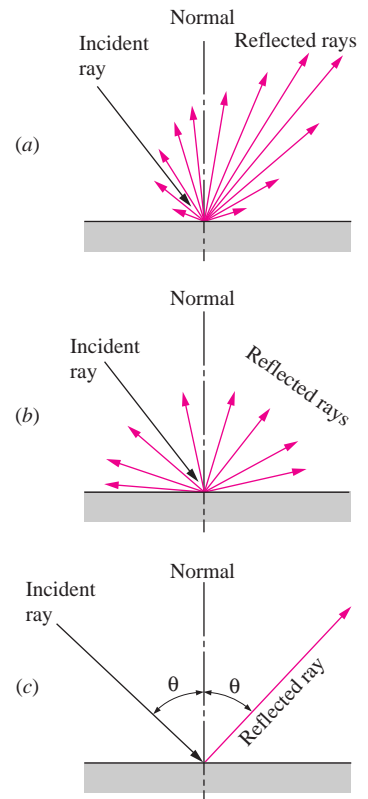 Normal
Incident
ray
Reflected rays
(a)
Normal
Incident
ray
Reflected rays
(b)
Normal
Incident
ray
θ
θ
Reflected ray
(c)